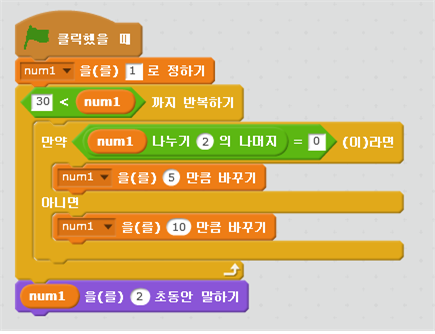 클릭했을 때
num1 을(를) 1 로 정하기
30 < num1 까지 반복하기
만약 num1 나누기 2 의 나머지 = 0 (이)라면
num1 을(를) 5 만큼 바꾸기
아니면
num1 을(를) 10 만큼 바꾸기
num1 을(를) 2 초동안 말하기